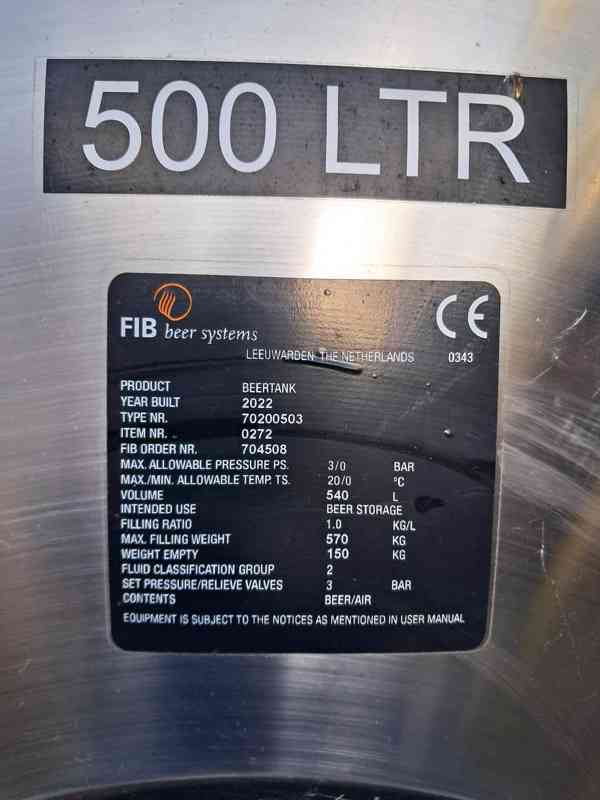 500 LTR
FIB beer systems
LEEUWARDEN THE NETHERLANDS 0343
CE
PRODUCT BEERTANK
YEAR BUILT 2022
TYPE NR. 70200503
ITEM NR. 0272
FIB ORDER NR. 704508
MAX. ALLOWABLE PRESSURE PS. 3/0 BAR
MAX./MIN. ALLOWABLE TEMP. TS. 20/0 °C
VOLUME 540 L
INTENDED USE BEER STORAGE
FILLING RATIO 1.0 KG/L
MAX. FILLING WEIGHT 570 KG
WEIGHT EMPTY 150 KG
FLUID CLASSIFICATION GROUP 2
SET PRESSURE/RELIEVE VALVES 3 BAR
CONTENTS BEER/AIR
EQUIPMENT IS SUBJECT TO THE NOTICES AS MENTIONED IN USER MANUAL